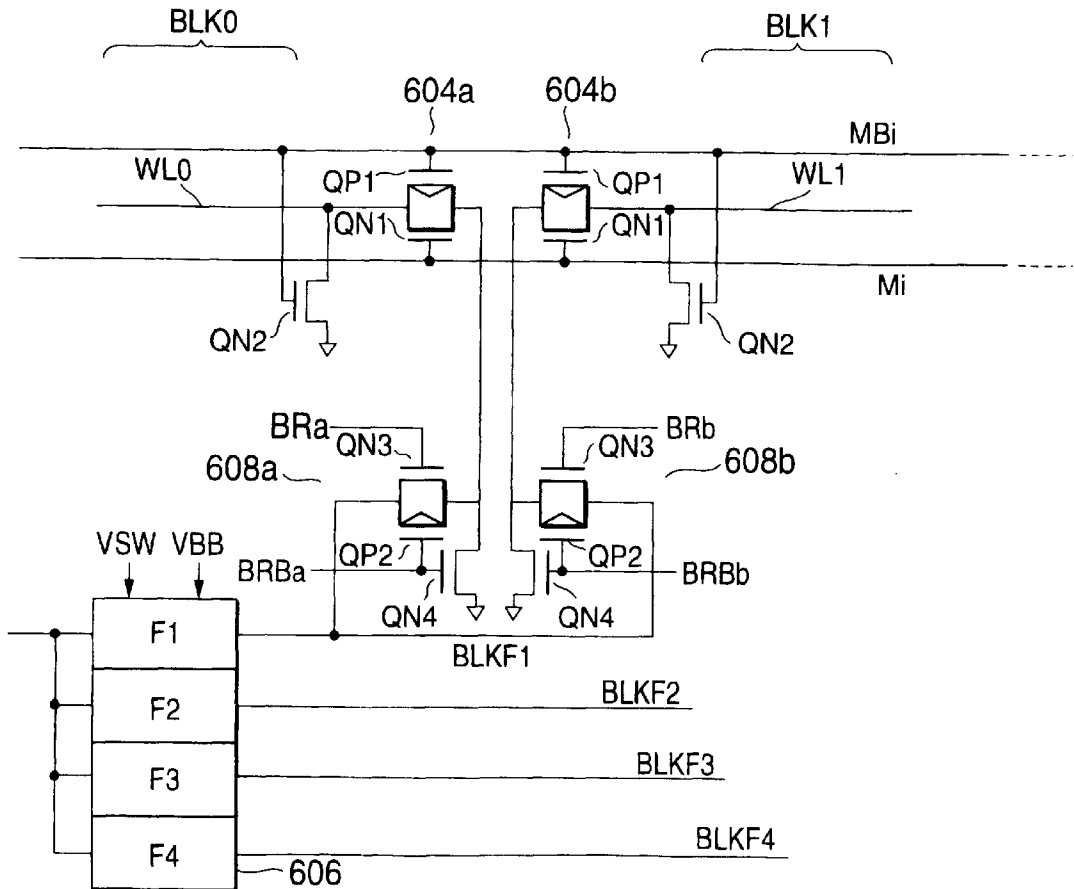 BLK0 BLK1
604a 604b
MBi
WL0 QP1 QP1 WL1
QN1 QN1
Mi
QN2 QN2
BRa QN3 BRb QN3
608a 608b
VSW VBB QP2 QP2
BRBa BRBb
QN4 QN4
F1 BLKF1
F2 BLKF2
F3 BLKF3
F4 BLKF4
606